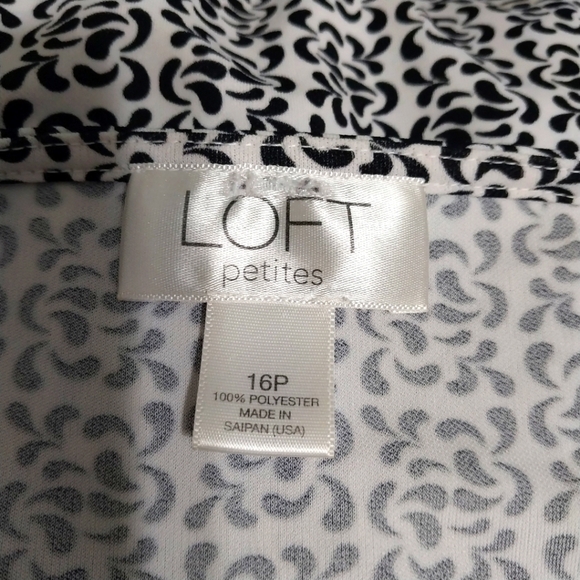 LOFT
petites
16P
100% POLYESTER
MADE IN
SAIPAN (USA)